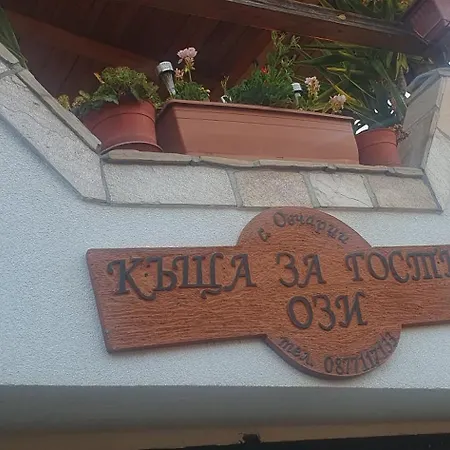 с. Овчарци
КЪЩА ЗА ГОСТИ
ОЗИ
тел. 0877117131